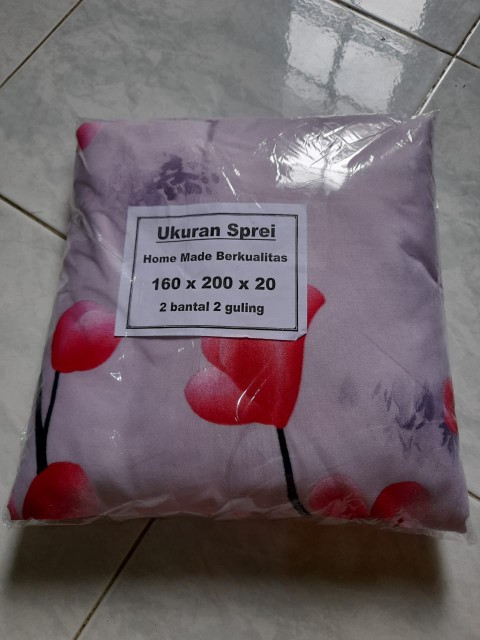 Ukuran Sprei
Home Made Berkualitas
160 x 200 x 20
2 bantal 2 guling